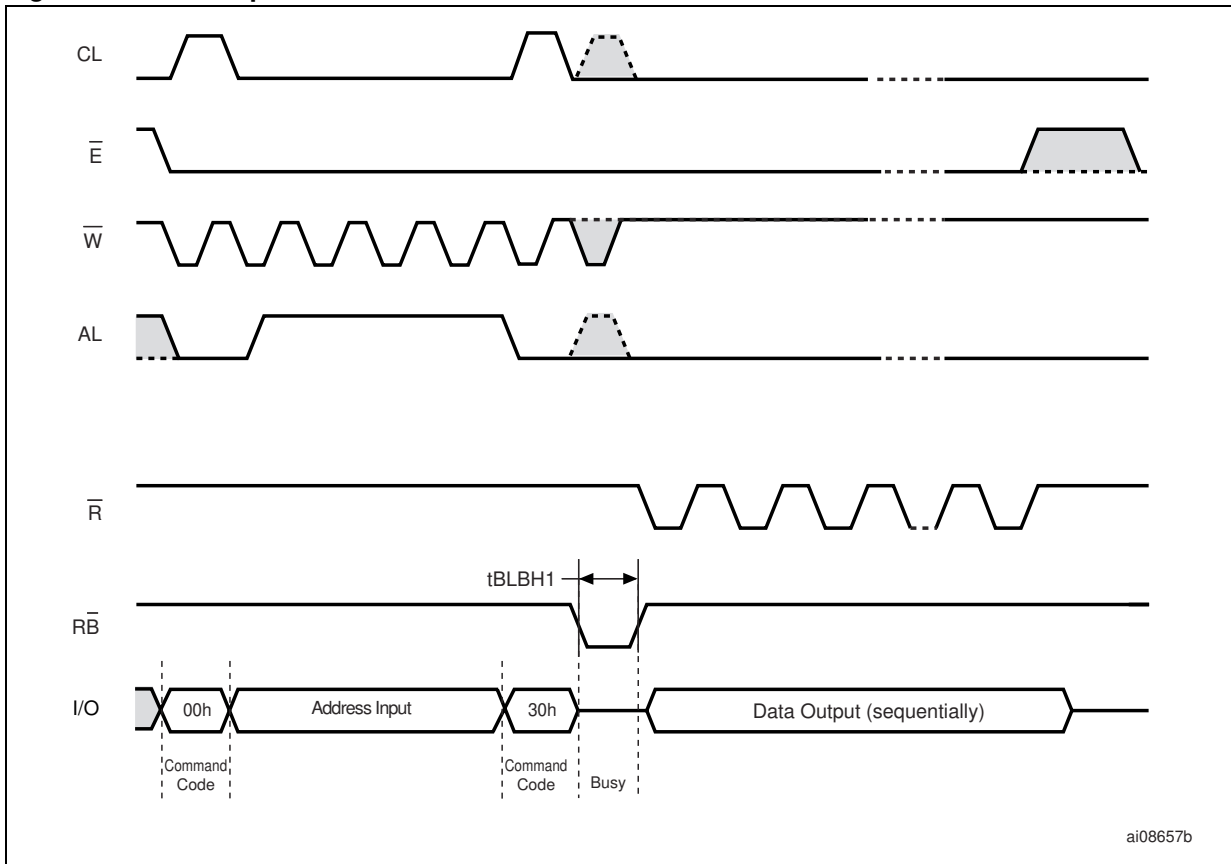 CL
E̅
W̅
AL
R̅
tBLBH1
RB̅
I/O
00h
Address Input
30h
Data Output (sequentially)
Command
Code
Command
Code
Busy
ai08657b